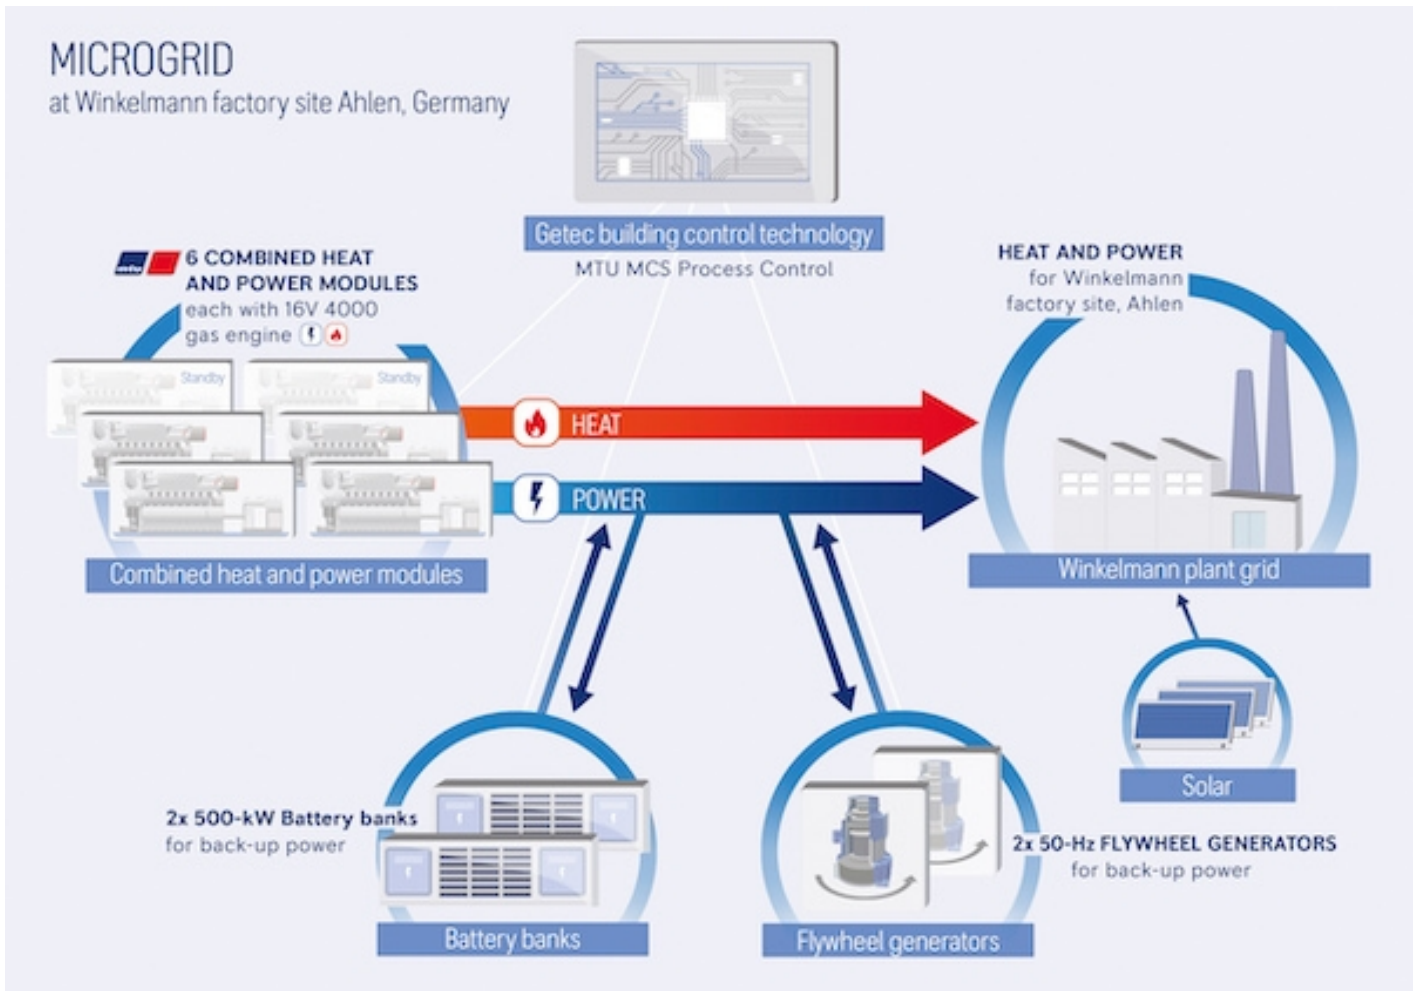 MICROGRID
at Winkelmann factory site Ahlen, Germany
Getec building control technology
MTU MCS Process Control
mtu
6 COMBINED HEAT
AND POWER MODULES
each with 16V 4000
gas engine
Standby
Standby
Combined heat and power modules
HEAT
POWER
HEAT AND POWER
for Winkelmann
factory site, Ahlen
Winkelmann plant grid
Solar
2x 500-kW Battery banks
for back-up power
Battery banks
2x 50-Hz FLYWHEEL GENERATORS
for back-up power
Flywheel generators